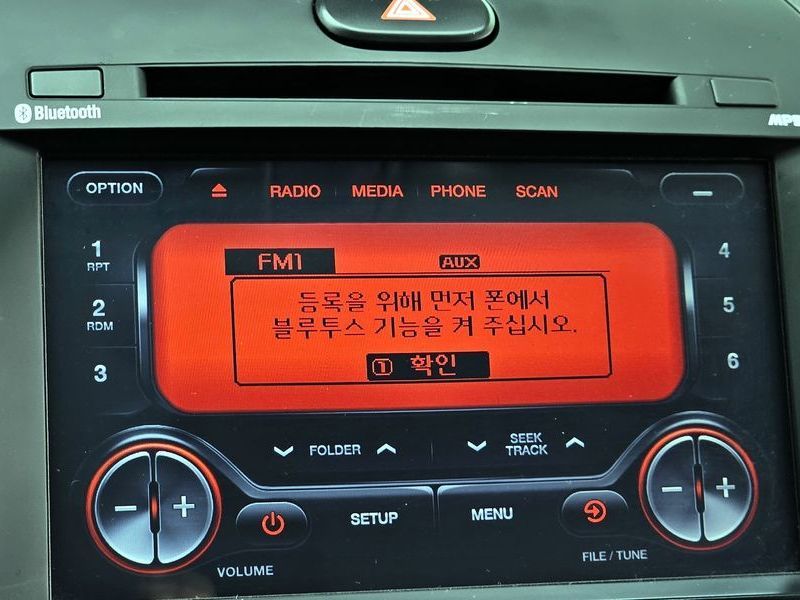 Bluetooth
MP3
OPTION
RADIO MEDIA PHONE SCAN
1
RPT
2
RDM
3
4
5
6
FM1 AUX
등록을 위해 먼저 폰에서
블루투스 기능을 켜 주십시오.
1 확인
FOLDER
SEEK
TRACK
SETUP
MENU
VOLUME
FILE / TUNE